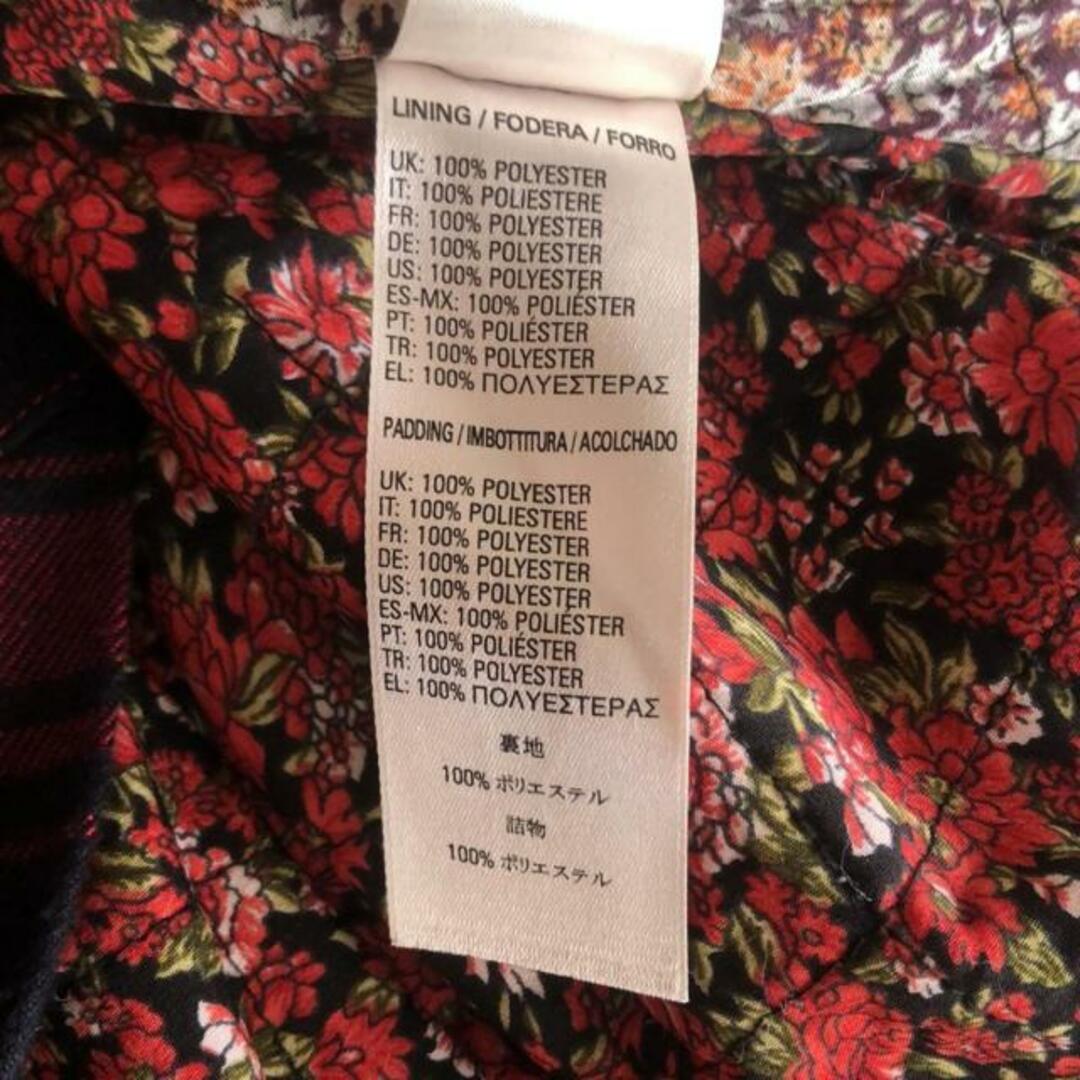 LINING / FODERA / FORRO
UK: 100% POLYESTER
IT: 100% POLIESTERE
FR: 100% POLYESTER
DE: 100% POLYESTER
US: 100% POLYESTER
ES-MX: 100% POLIÉSTER
PT: 100% POLIÉSTER
TR: 100% POLYESTER
EL: 100% ΠΟΛΥΕΣΤΕΡΑΣ
PADDING / IMBOTTITURA / ACOLCHADO
UK: 100% POLYESTER
IT: 100% POLIESTERE
FR: 100% POLYESTER
DE: 100% POLYESTER
US: 100% POLYESTER
ES-MX: 100% POLIÉSTER
PT: 100% POLIÉSTER
TR: 100% POLYESTER
EL: 100% ΠΟΛΥΕΣΤΕΡΑΣ
裏地
100% ポリエステル
詰物
100% ポリエステル